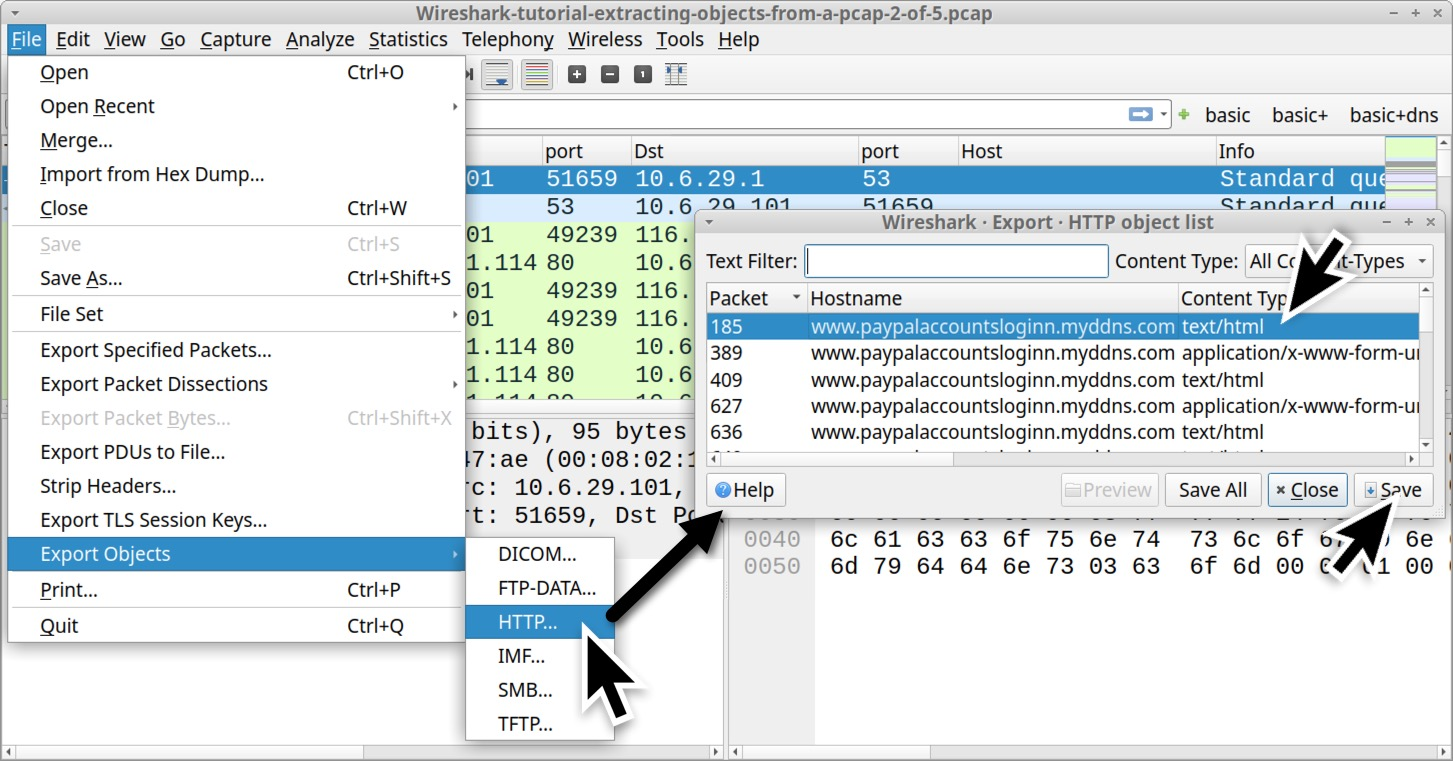 Wireshark-tutorial-extracting-objects-from-a-pcap-2-of-5.pcap
File Edit View Go Capture Analyze Statistics Telephony Wireless Tools Help
Open Ctrl+O
Open Recent
Merge...
Import from Hex Dump...
Close Ctrl+W
Save Ctrl+S
Save As... Ctrl+Shift+S
File Set
Export Specified Packets...
Export Packet Dissections
Export Packet Bytes... Ctrl+Shift+X
Export PDUs to File...
Strip Headers...
Export TLS Session Keys...
Export Objects
Print... Ctrl+P
Quit Ctrl+Q
DICOM...
FTP-DATA...
HTTP...
IMF...
SMB...
TFTP...
basic basic+ basic+dns
port Dst port Host Info
01 51659 10.6.29.1 53 Standard que
53 10.6.29.101 51659 Standard que
01 49239 116.
1.114 80 10.6
01 49239 116.
01 49239 116.
1.114 80 10.6
1.114 80 10.6
Wireshark · Export · HTTP object list
Text Filter: Content Type:
Packet Hostname Content Typ
185 www.paypalaccountsloginn.myddns.com text/html
389 www.paypalaccountsloginn.myddns.com application/x-www-form-ur
409 www.paypalaccountsloginn.myddns.com text/html
627 www.paypalaccountsloginn.myddns.com application/x-www-form-ur
636 www.paypalaccountsloginn.myddns.com text/html
Help Preview Save All Close Save
bits), 95 bytes
47:ae (00:08:02:1
rc: 10.6.29.101,
rt: 51659, Dst Po
0040 6c 61 63 63 6f 75 6e 74 73 6c 6f 6e
0050 6d 79 64 64 6e 73 03 63 6f 6d 00 01 00